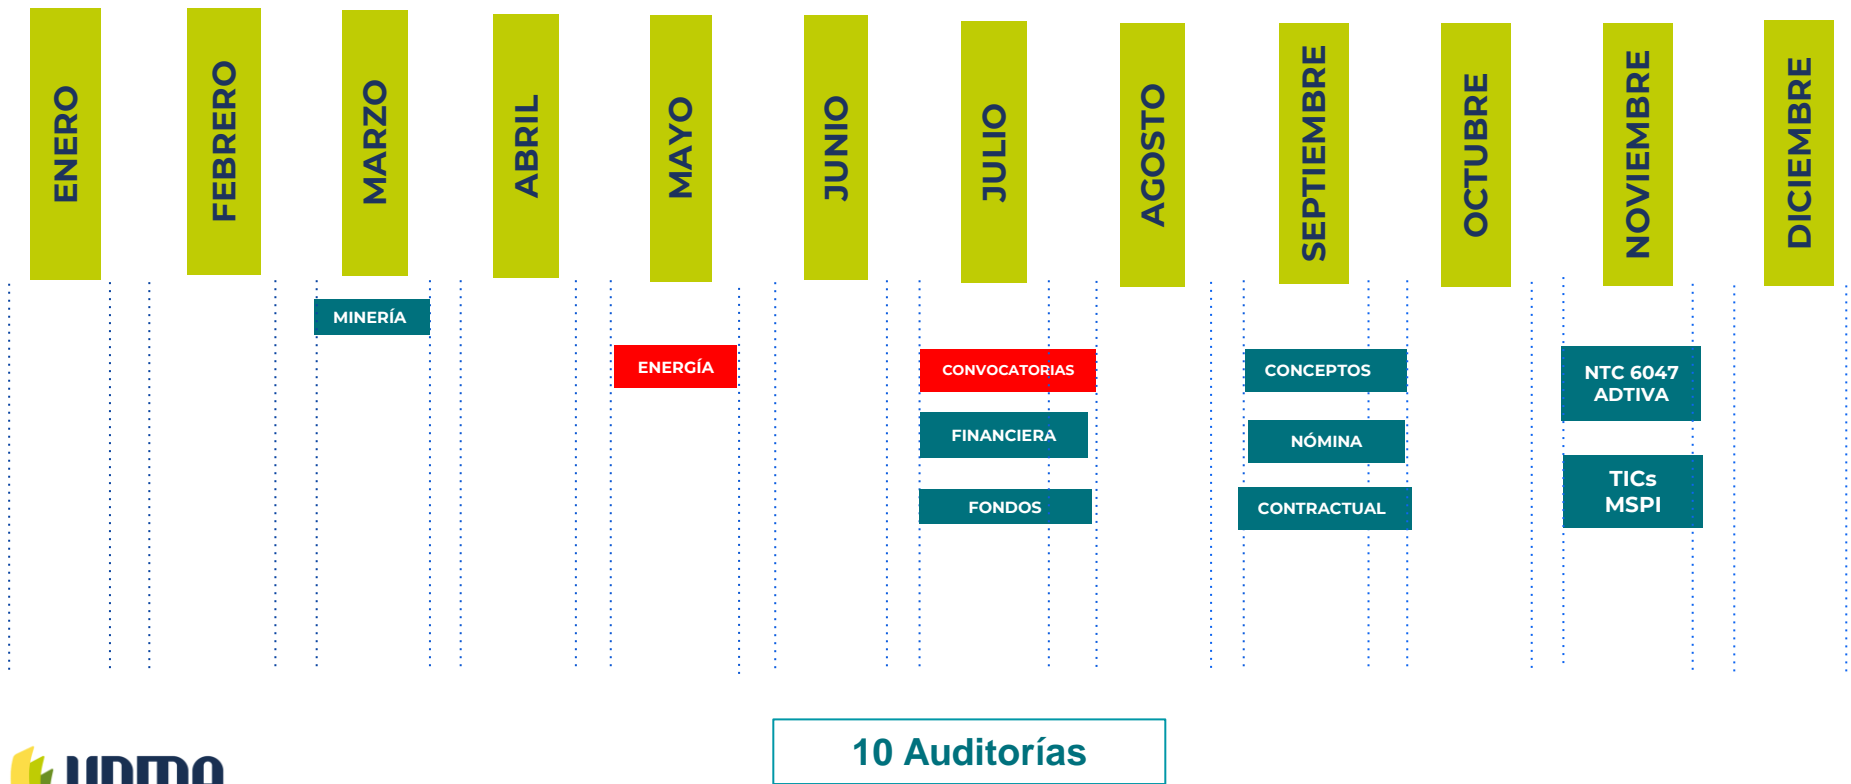 ENERO
FEBRERO
MARZO
ABRIL
MAYO
JUNIO
JULIO
AGOSTO
SEPTIEMBRE
OCTUBRE
NOVIEMBRE
DICIEMBRE
MINERÍA
ENERGÍA
CONVOCATORIAS
FINANCIERA
FONDOS
CONCEPTOS
NÓMINA
CONTRACTUAL
NTC 6047
ADTIVA
TICs
MSPI
10 Auditorías